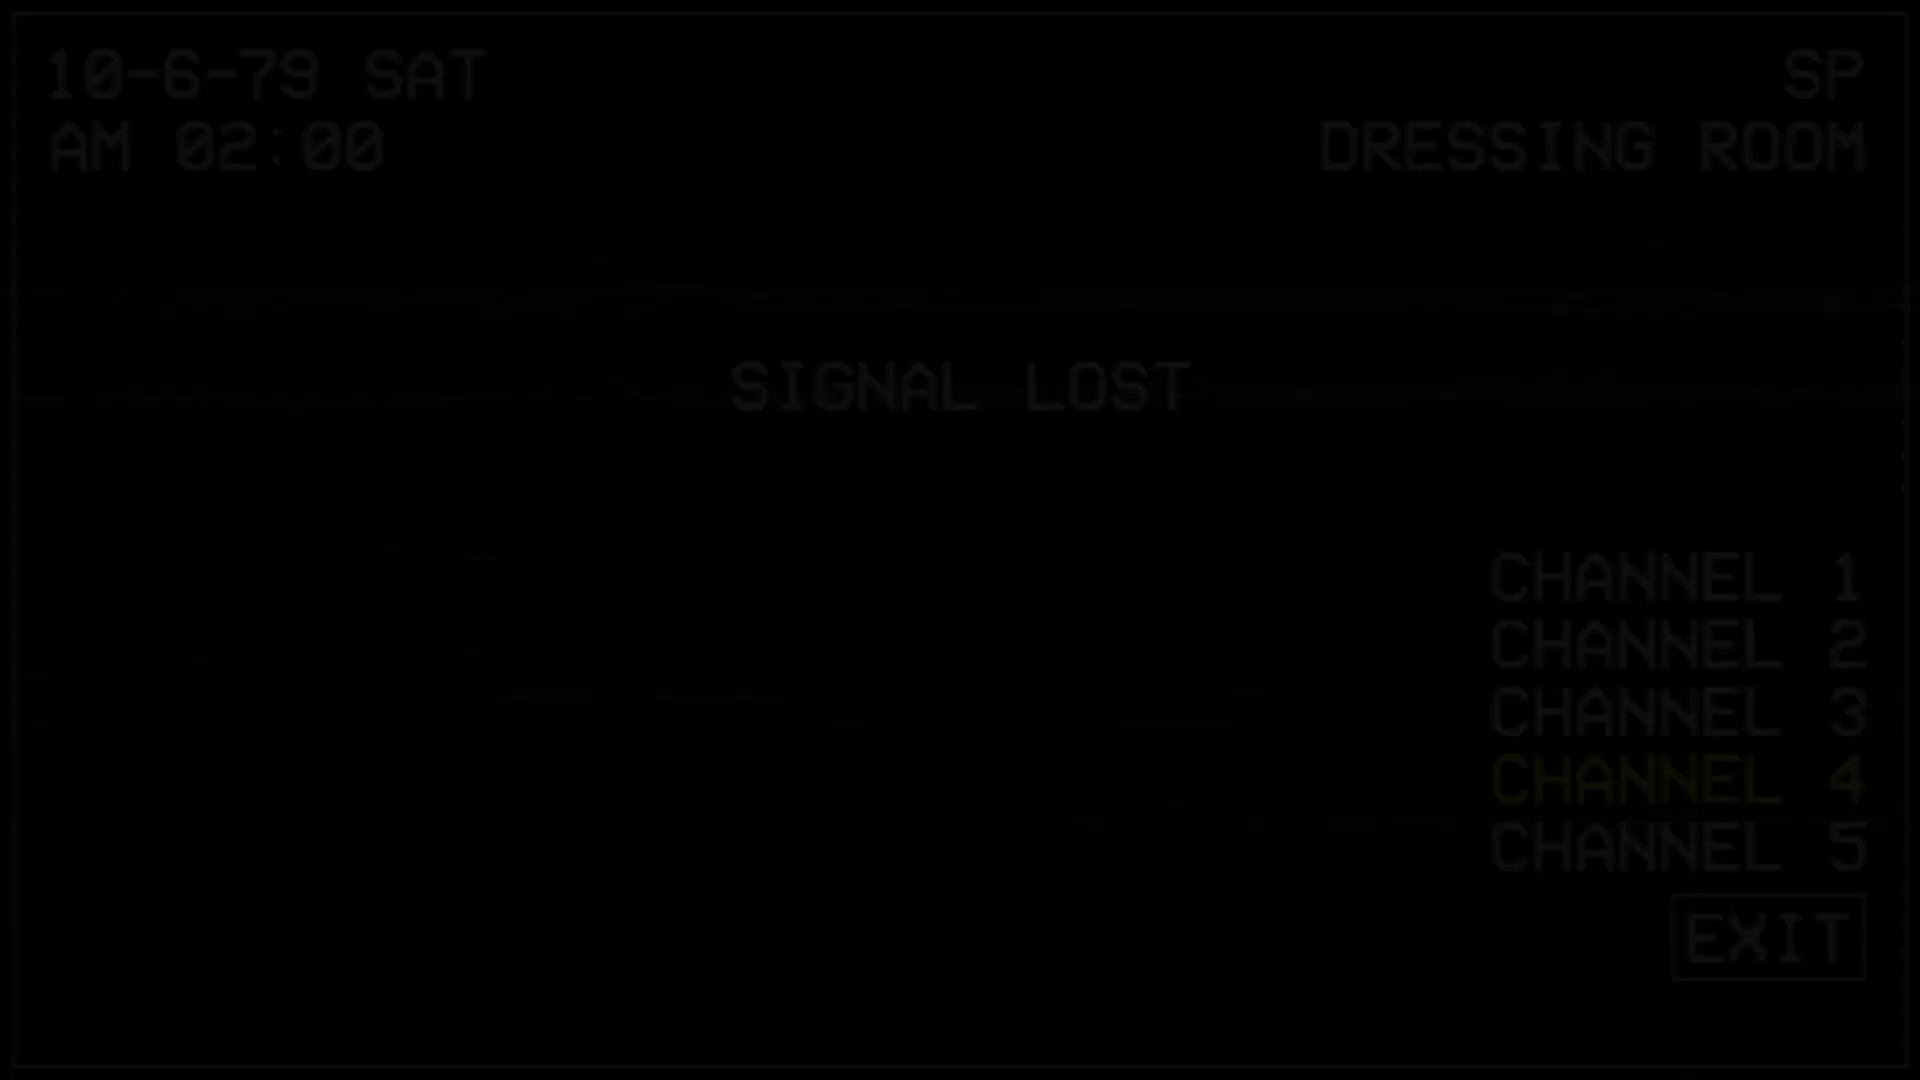 10-6-79 SAT
SP
AM 02:00
DRESSING ROOM
SIGNAL LOST
CHANNEL 1
CHANNEL 2
CHANNEL 3
CHANNEL 4
CHANNEL 5
EXIT